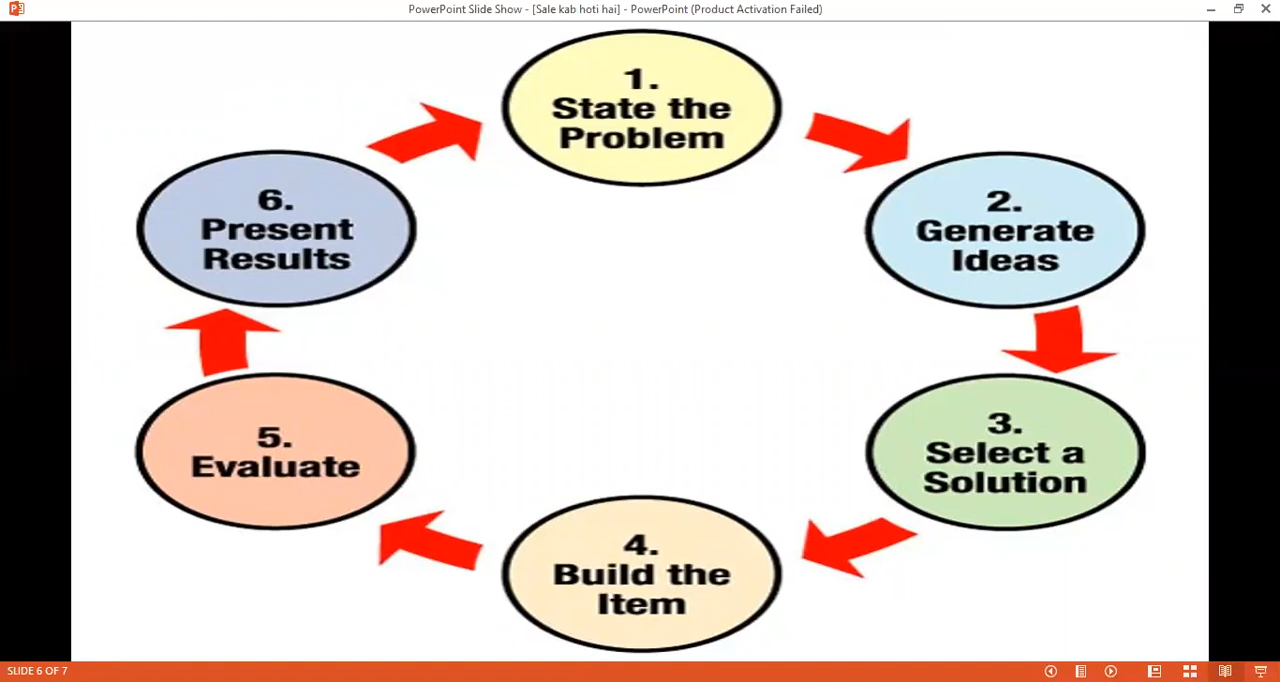 PowerPoint Slide Show - [Sale kab hoti hai] - PowerPoint (Product Activation Failed)
1.
State the
Problem
2.
Generate
Ideas
3.
Select a
Solution
4.
Build the
Item
5.
Evaluate
6.
Present
Results
SLIDE 6 OF 7